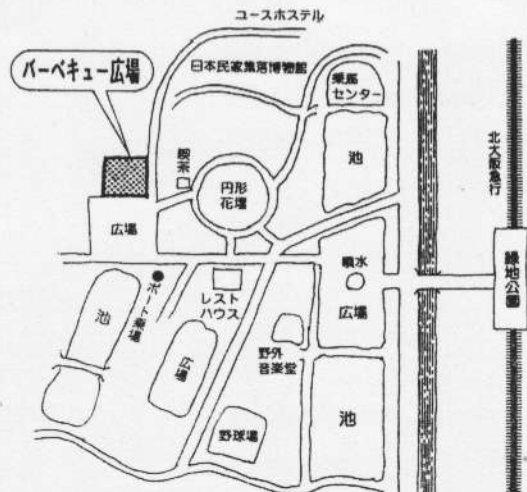 ユースホステル
バーベキュー広場
日本民家集落博物館
乗馬
センター
喫茶
円形
花壇
池
北大阪急行
広場
緑地公園
噴水
広場
ボート乗場
レスト
ハウス
池
広場
野外
音楽堂
池
野球場